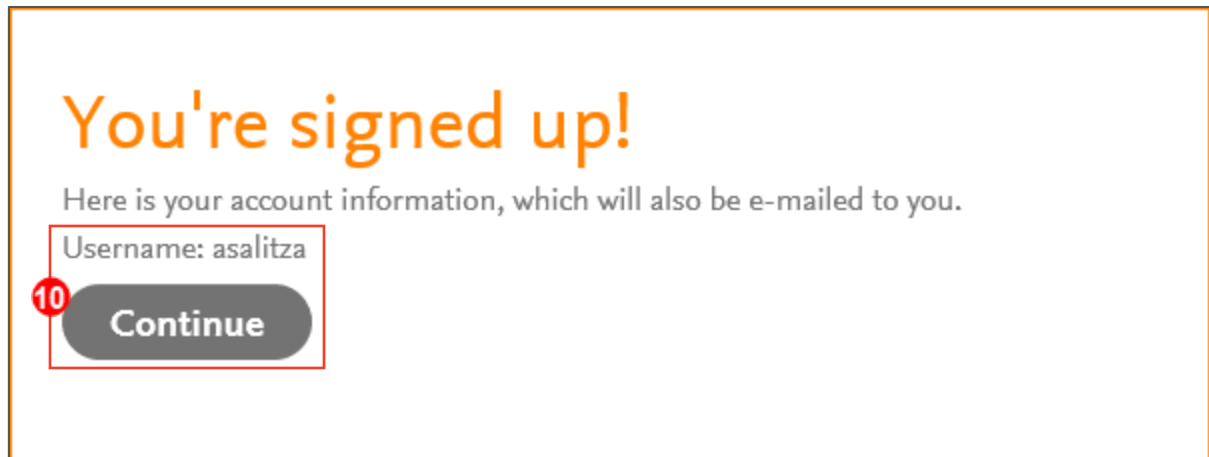 You're signed up!
Here is your account information, which will also be e-mailed to you.
Username: asalitza
10
Continue